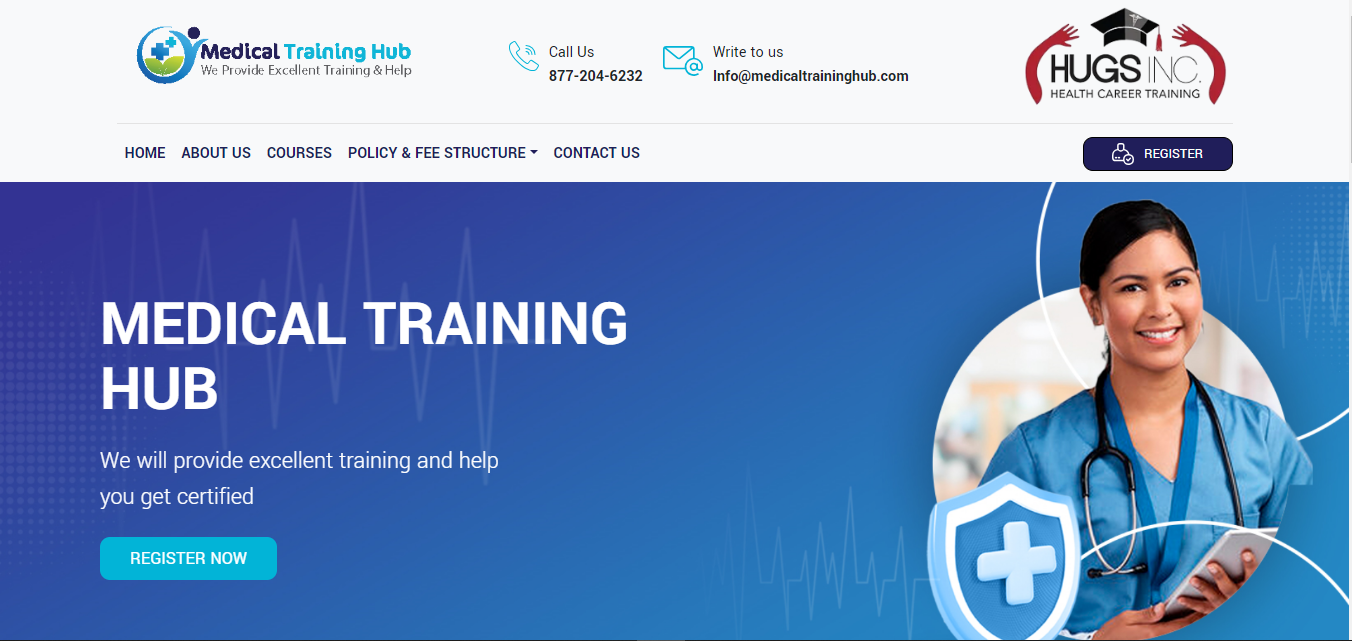 Medical Training Hub
We Provide Excellent Training & Help
Call Us
877-204-6232
Write to us
Info@medicaltraininghub.com
HUGS INC.
HEALTH CAREER TRAINING
HOME
ABOUT US
COURSES
POLICY & FEE STRUCTURE
CONTACT US
REGISTER
MEDICAL TRAINING
HUB
We will provide excellent training and help
you get certified
REGISTER NOW